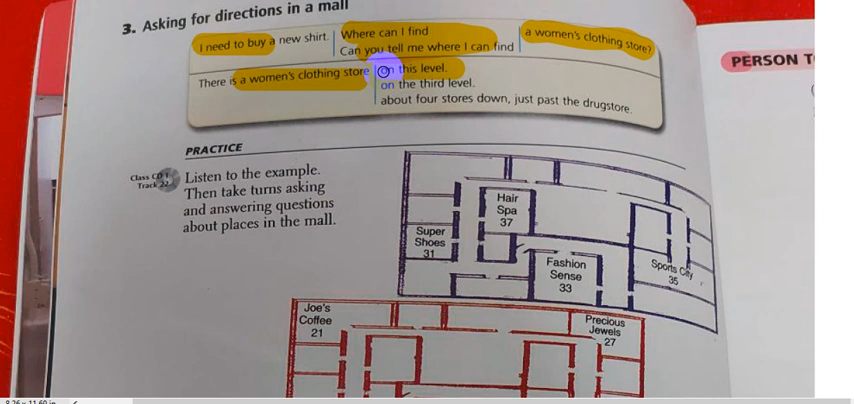 3. Asking for directions in a mall
I need to buy a new shirt.
Where can I find
Can you tell me where I can find
a women's clothing store?
There is a women's clothing store
on this level.
on the third level.
about four stores down, just past the drugstore.
PERSON T
PRACTICE
Class CD 1
Track 22
Listen to the example.
Then take turns asking
and answering questions
about places in the mall.
Hair
Spa
37
Super
Shoes
31
Fashion
Sense
33
Sports City
35
Joe's
Coffee
21
Precious
Jewels
27